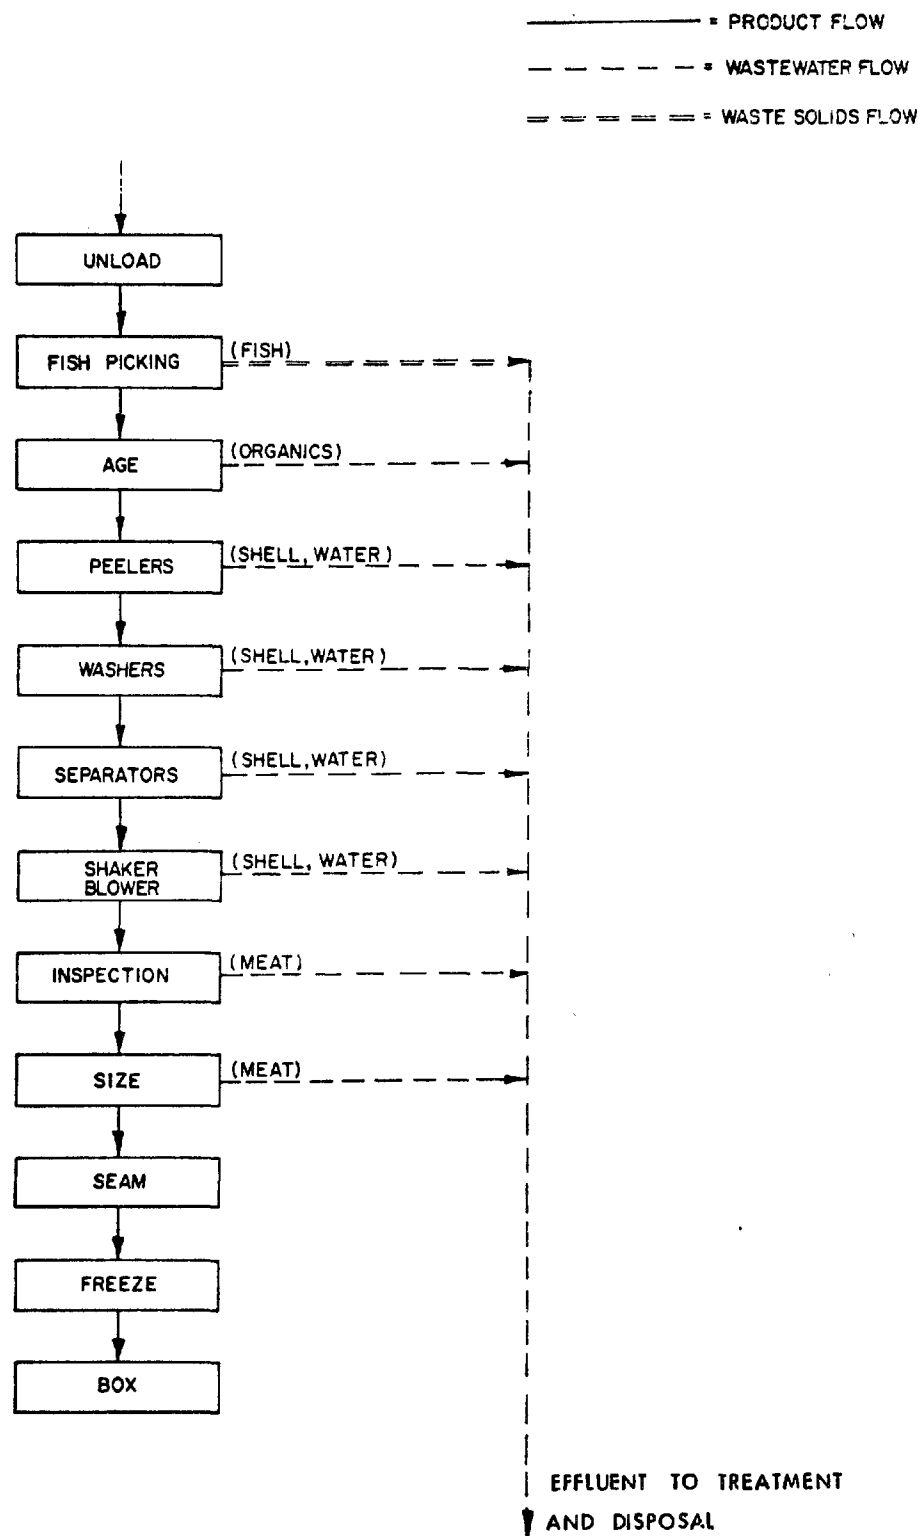 = PRODUCT FLOW
= WASTEWATER FLOW
= WASTE SOLIDS FLOW
UNLOAD
FISH PICKING
(FISH)
AGE
(ORGANICS)
PEELERS
(SHELL, WATER)
WASHERS
(SHELL, WATER)
SEPARATORS
(SHELL, WATER)
SHAKER
BLOWER
(SHELL, WATER)
INSPECTION
(MEAT)
SIZE
(MEAT)
SEAM
FREEZE
BOX
EFFLUENT TO TREATMENT
AND DISPOSAL